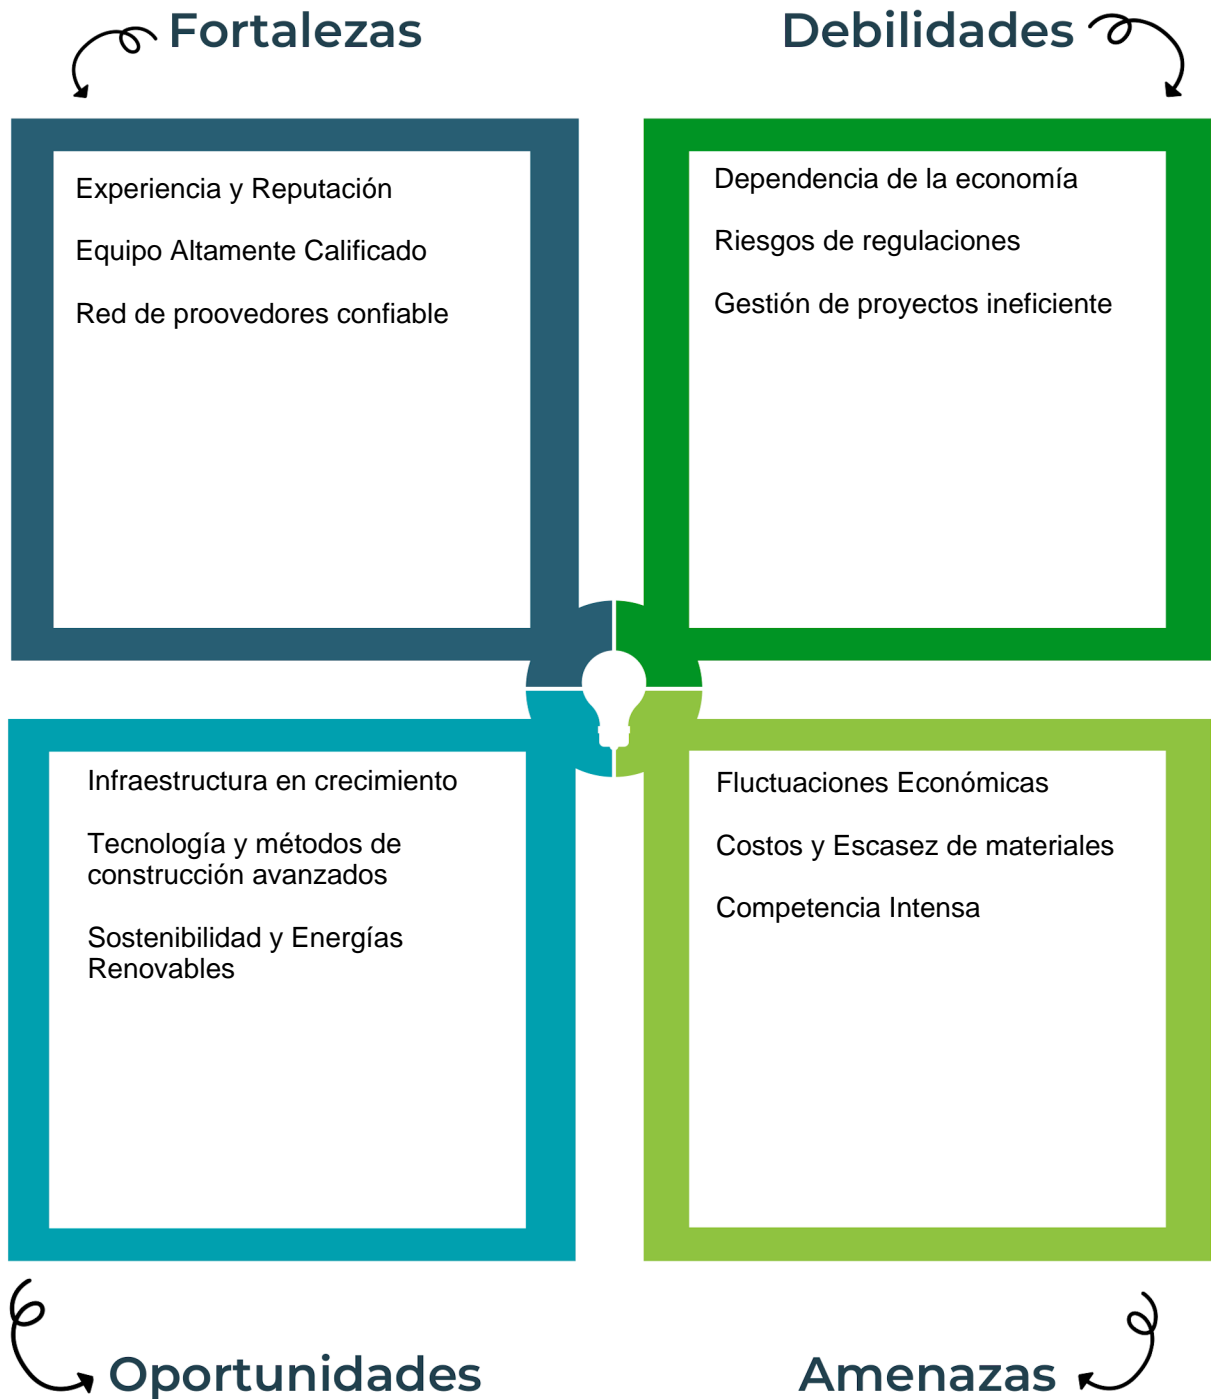 Fortalezas
Experiencia y Reputación
Equipo Altamente Calificado
Red de proovedores confiable
Debilidades
Dependencia de la economía
Riesgos de regulaciones
Gestión de proyectos ineficiente
Infraestructura en crecimiento
Tecnología y métodos de
construcción avanzados
Sostenibilidad y Energías
Renovables
Oportunidades
Fluctuaciones Económicas
Costos y Escasez de materiales
Competencia Intensa
Amenazas